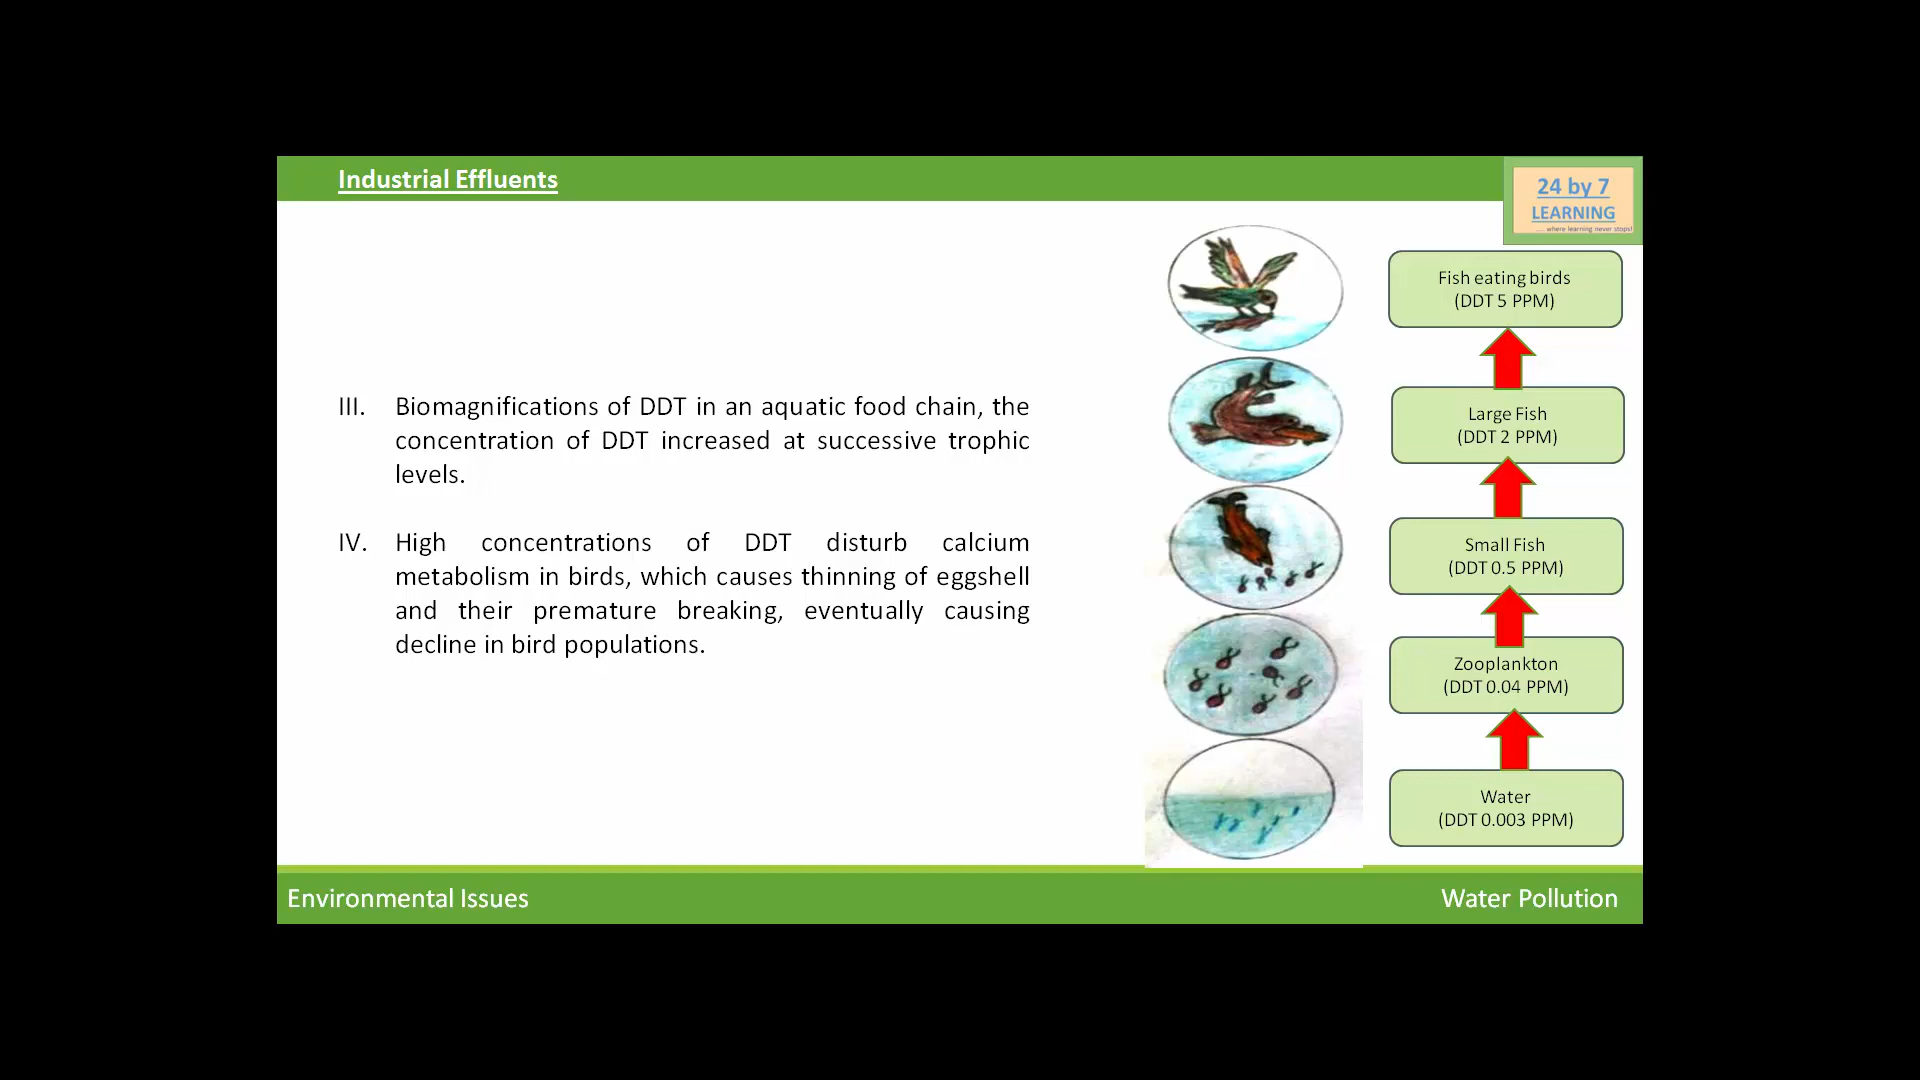 Industrial Effluents
24 by 7
LEARNING
.... where learning never stops!
III. Biomagnifications of DDT in an aquatic food chain, the
concentration of DDT increased at successive trophic
levels.
IV. High concentrations of DDT disturb calcium
metabolism in birds, which causes thinning of eggshell
and their premature breaking, eventually causing
decline in bird populations.
Fish eating birds
(DDT 5 PPM)
Large Fish
(DDT 2 PPM)
Small Fish
(DDT 0.5 PPM)
Zooplankton
(DDT 0.04 PPM)
Water
(DDT 0.003 PPM)
Environmental Issues
Water Pollution